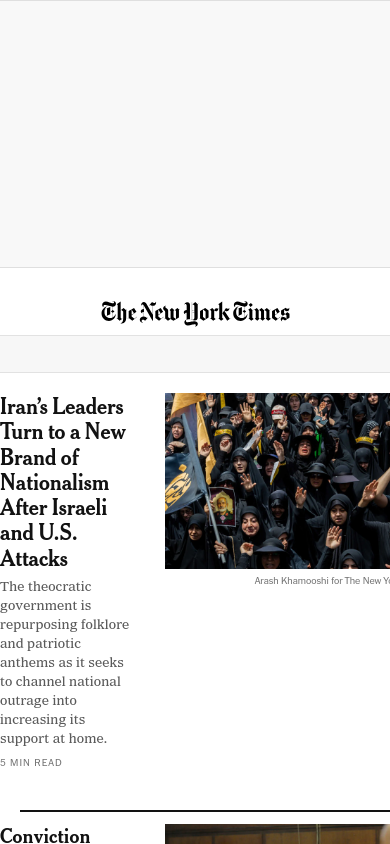 The New York Times
Iran’s Leaders
Turn to a New
Brand of
Nationalism
After Israeli
and U.S.
Attacks
Arash Khamooshi for The New Yo
The theocratic
government is
repurposing folklore
and patriotic
anthems as it seeks
to channel national
outrage into
increasing its
support at home.
5 MIN READ
Conviction